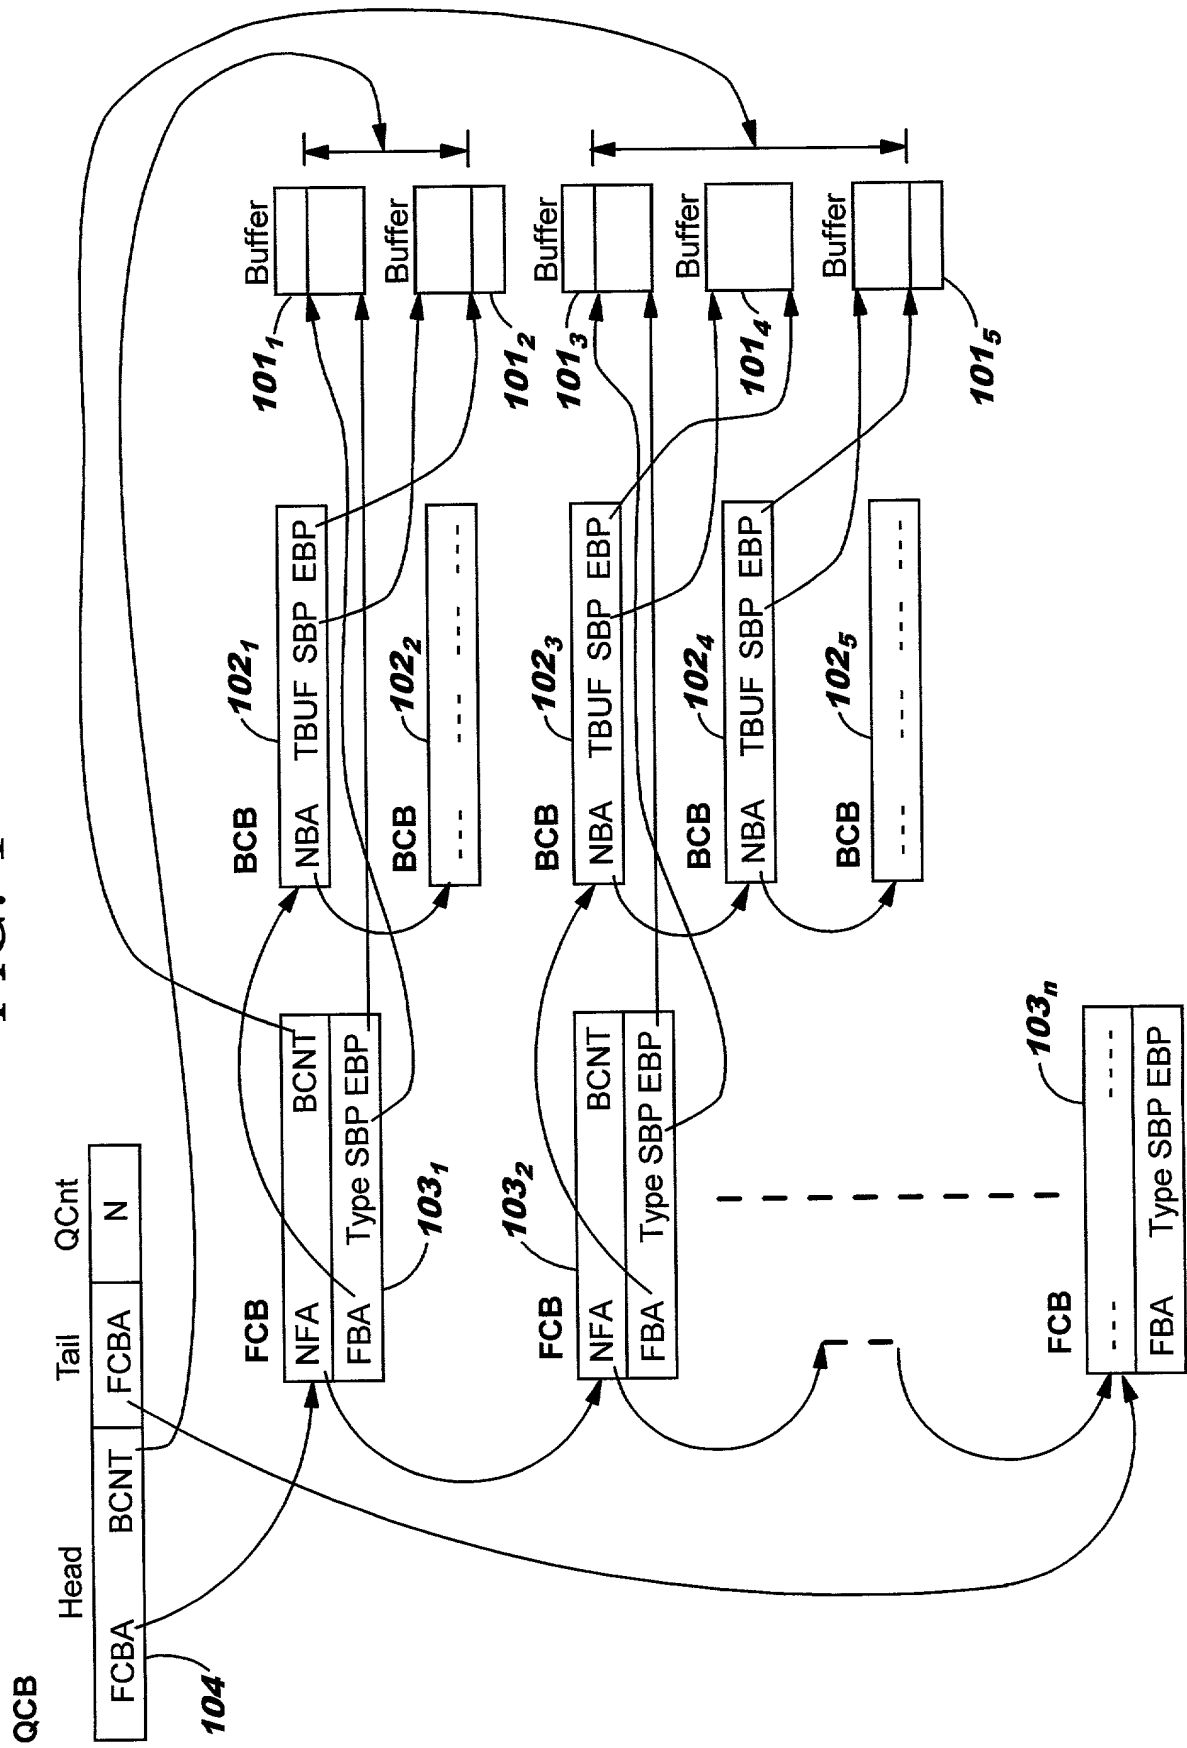 QCB
Head Tail QCnt
FCBA BCNT FCBA N
104
FCB
NFA BCNT
FBA Type SBP EBP
103₁
BCB
102₁
NBA TBUF SBP EBP
BCB
102₂
--- --- --- ---
Buffer
101₁
Buffer
101₂
FCB
103₂
NFA BCNT
FBA Type SBP EBP
BCB
102₃
NBA TBUF SBP EBP
BCB
102₄
NBA TBUF SBP EBP
BCB
102₅
--- --- --- ---
Buffer
101₃
Buffer
101₄
Buffer
101₅
FCB
103ₙ
--- ----
FBA Type SBP EBP